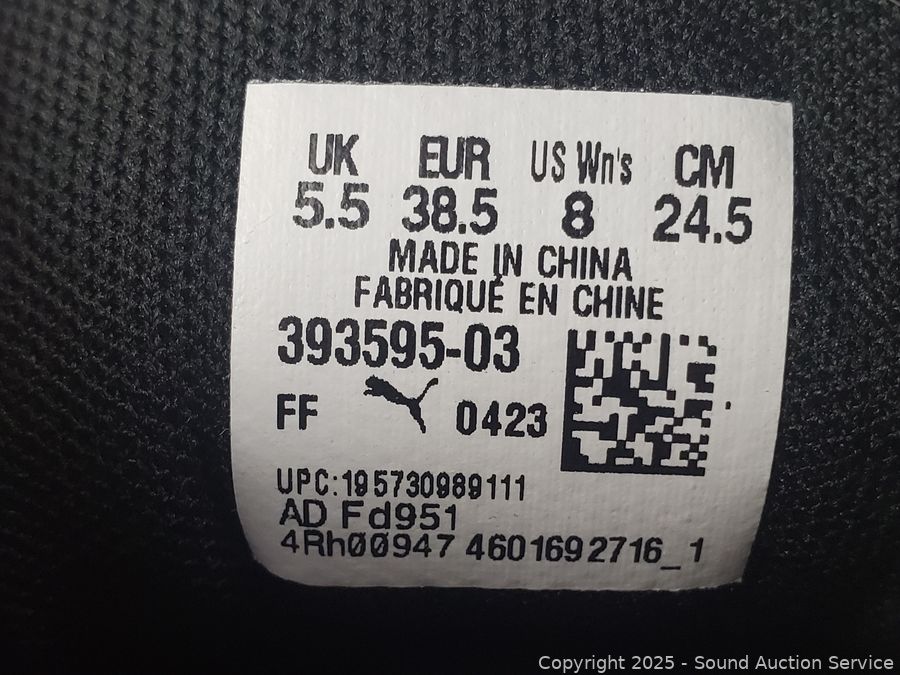 UK EUR US Wn's CM
5.5 38.5 8 24.5
MADE IN CHINA
FABRIQUÉ EN CHINE
393595-03
FF 0423
UPC:195730989111
AD Fd951
4Rh00947 4601692716_1
Copyright 2025 - Sound Auction Service